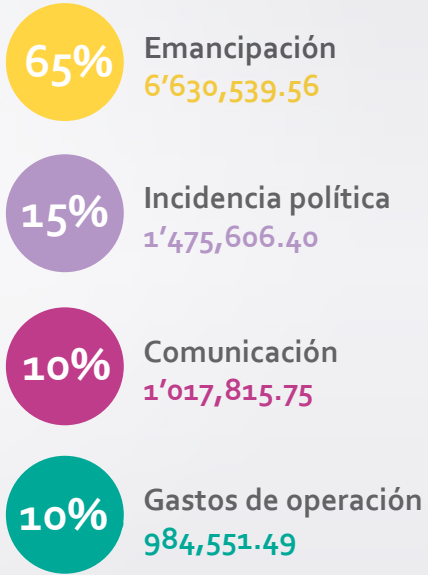 65%
Emancipación
6’630,539.56
15%
Incidencia política
1’475,606.40
10%
Comunicación
1’017,815.75
10%
Gastos de operación
984,551.49